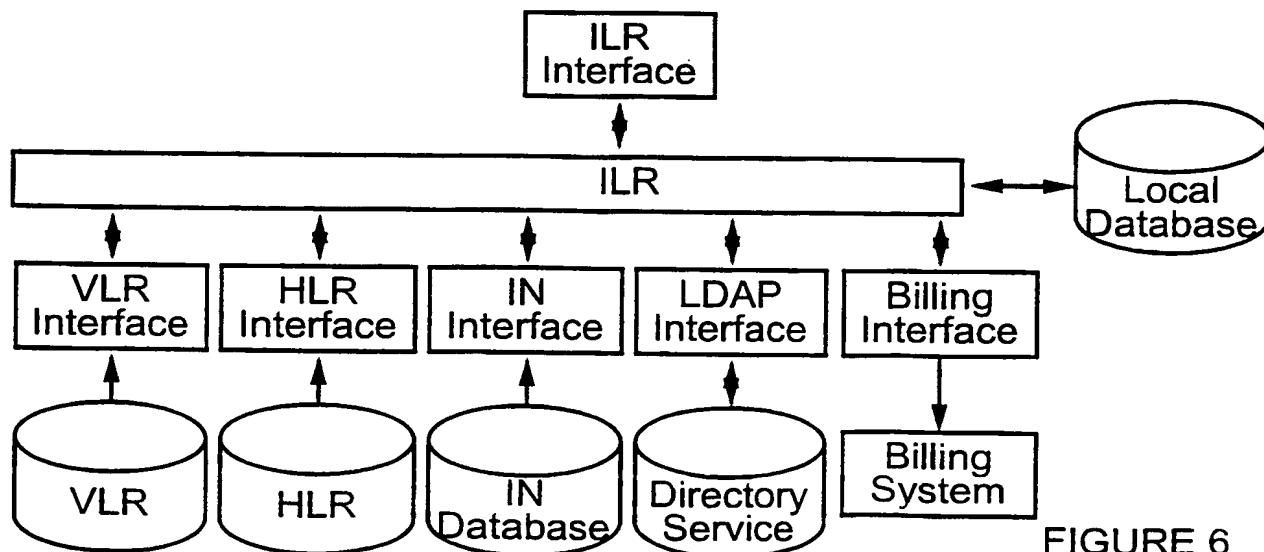 ILR
Interface
ILR
Local
Database
VLR
Interface
HLR
Interface
IN
Interface
LDAP
Interface
Billing
Interface
VLR
HLR
IN
Database
Directory
Service
Billing
System
FIGURE 6